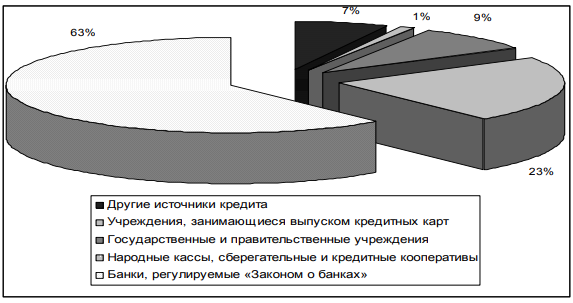 63%
7%
1%
9%
23%
Другие источники кредита
Учреждения, занимающиеся выпуском кредитных карт
Государственные и правительственные учреждения
Народные кассы, сберегательные и кредитные кооперативы
Банки, регулируемые «Законом о банках»